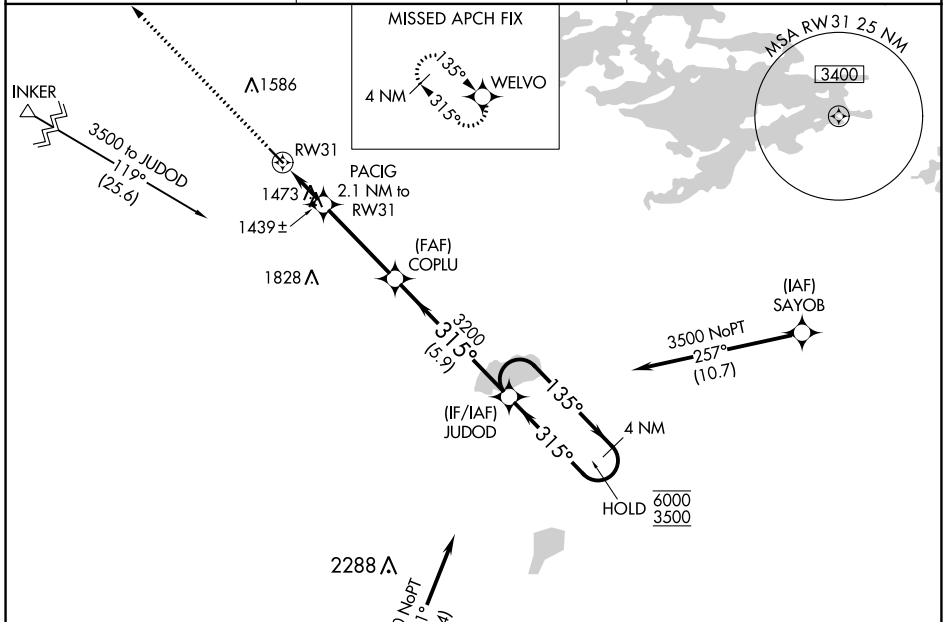 MISSED APCH FIX
135°
WELVO
4 NM
315°
MSA RW31 25 NM
3400
1586
INKER
3500 to JUDOD
119°
(25.6)
RW31
1473
PACIG
2.1 NM to
RW31
1439±
(FAF)
COPLU
1828
(IAF)
SAYOB
3500 NoPT
257°
(10.7)
3200
315°
(5.9)
(IF/IAF)
JUDOD
135°
315°
4 NM
HOLD
6000
3500
2288
NoPT